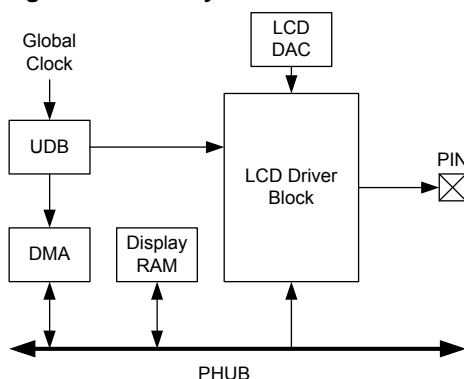 Global
Clock
LCD
DAC
UDB
LCD Driver
Block
PIN
DMA
Display
RAM
PHUB